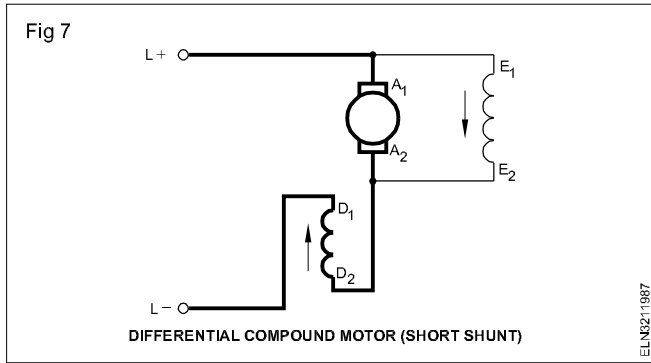 Fig 7
L+
A1
E1
A2
E2
D1
D2
L−
DIFFERENTIAL COMPOUND MOTOR (SHORT SHUNT)
ELN3211987